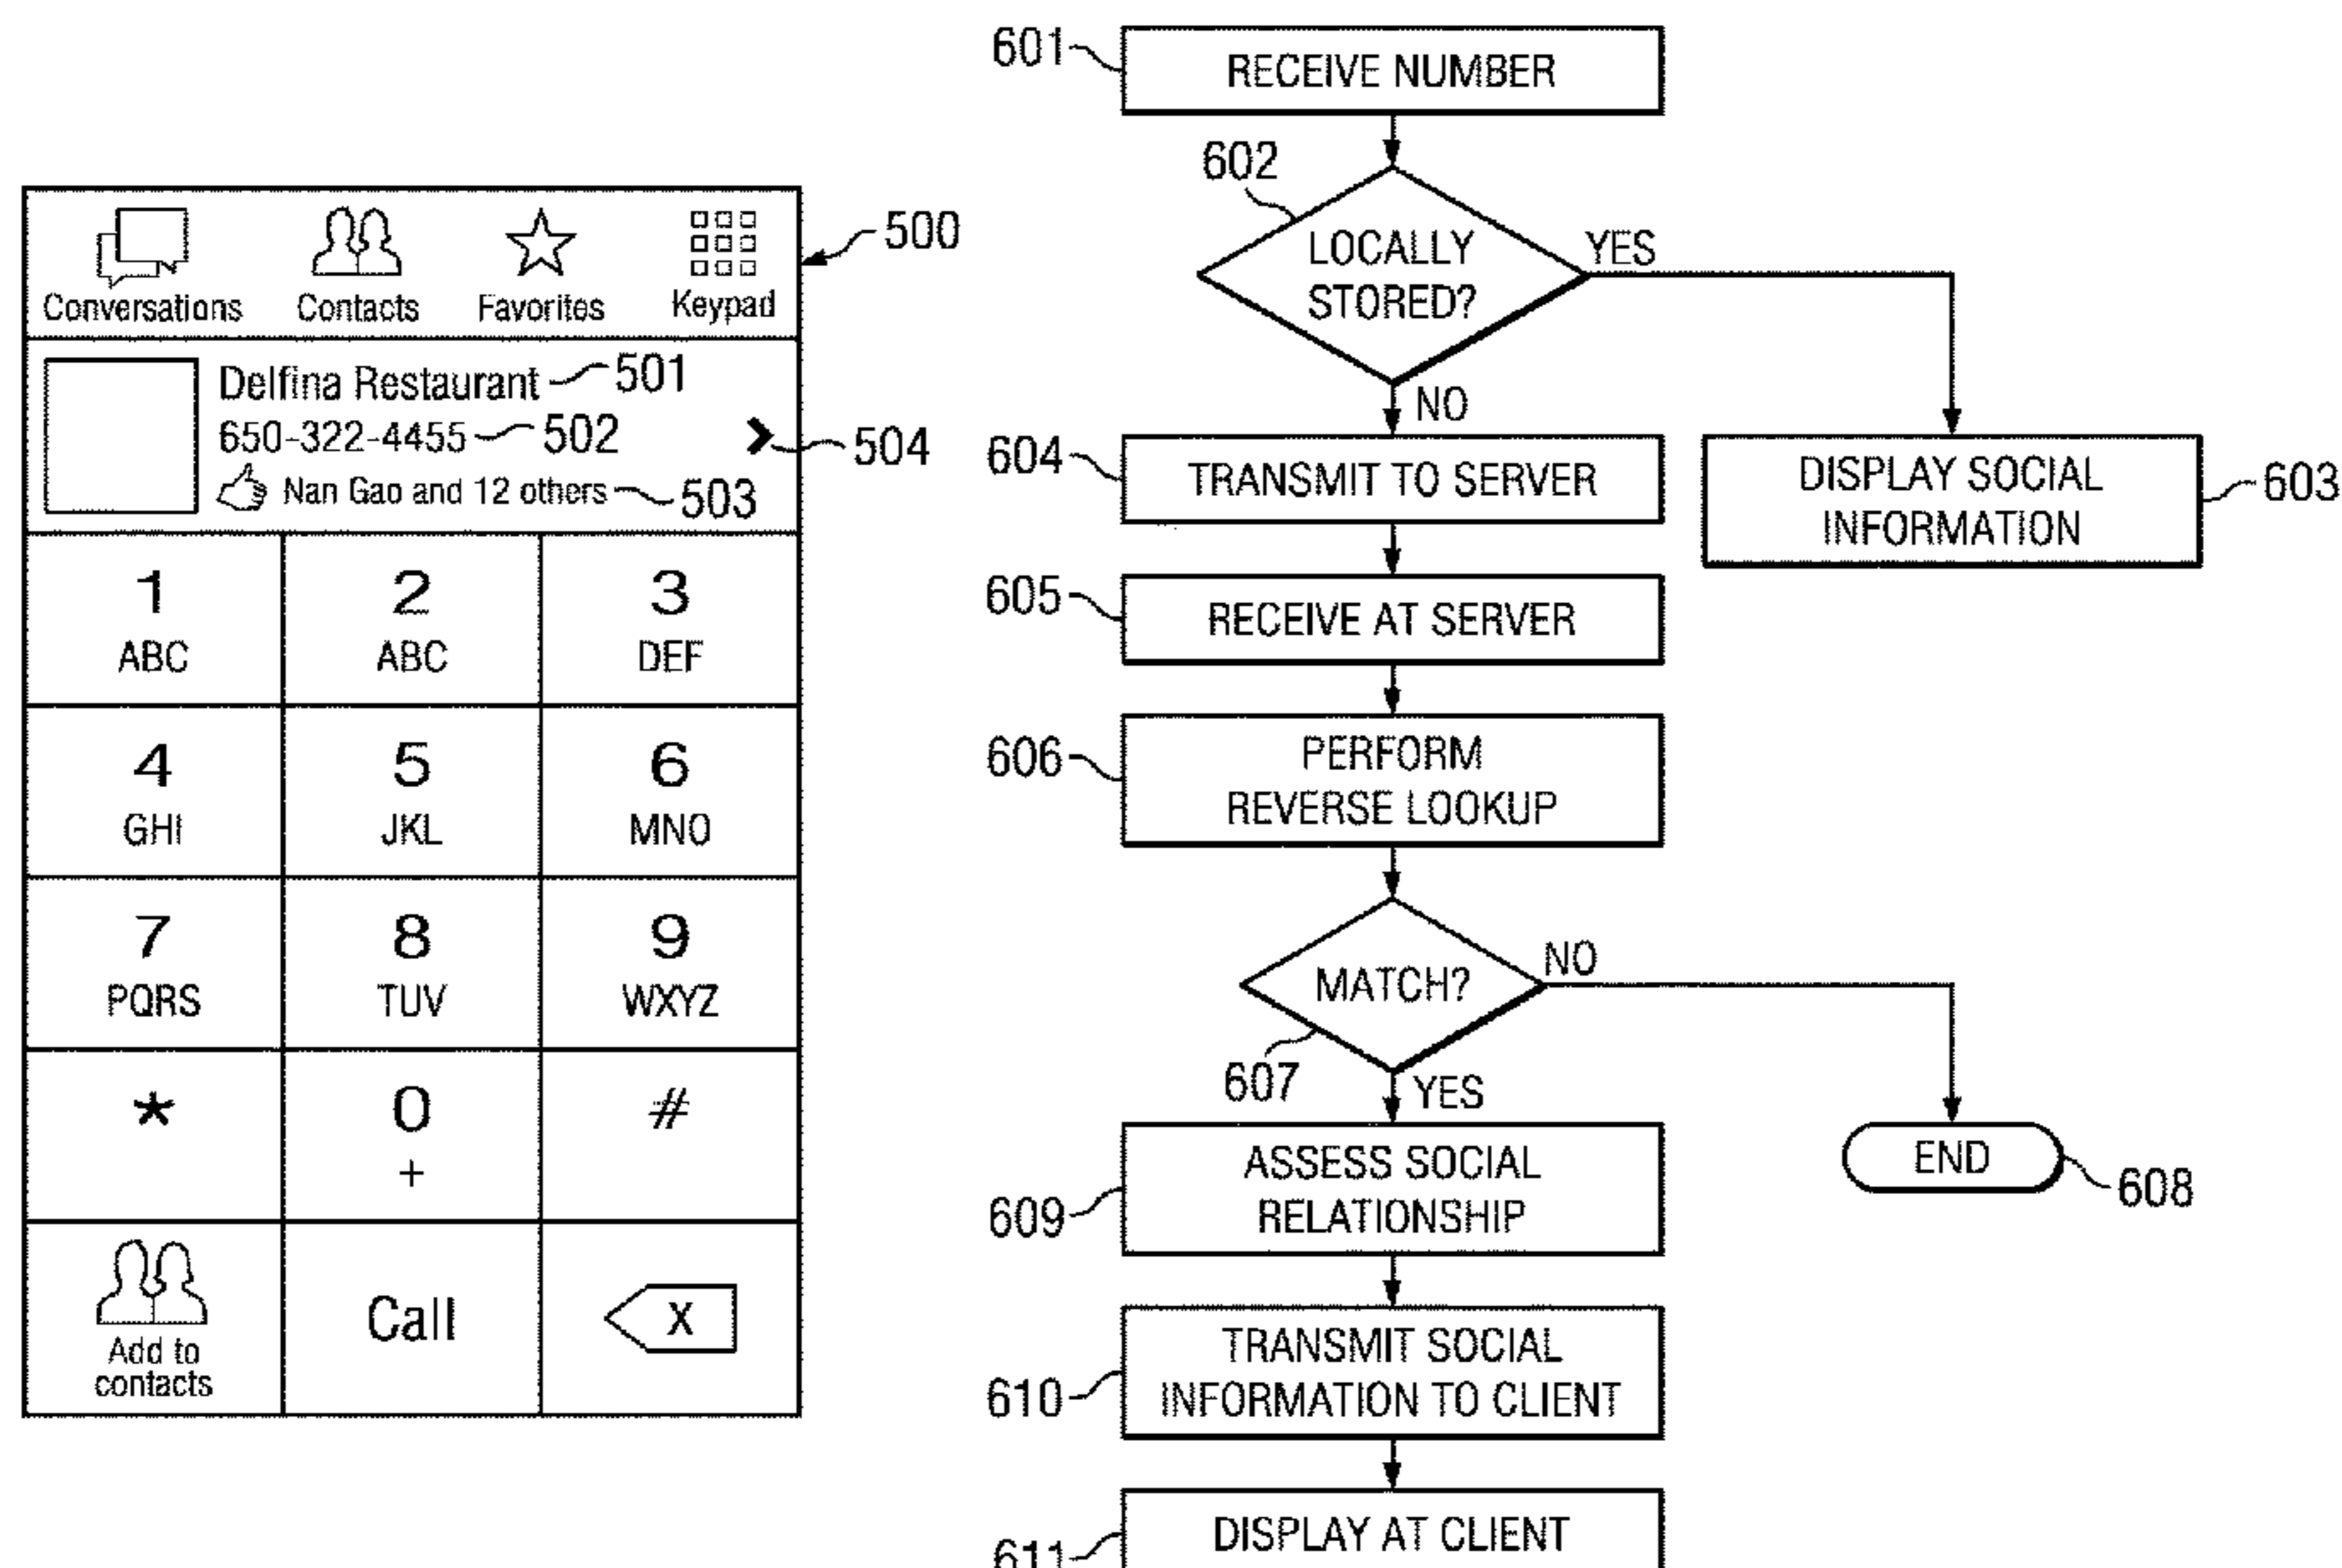 500
Conversations Contacts Favorites Keypad
Delfina Restaurant 501
650-322-4455 502
504
Nan Gao and 12 others 503
1 2 3
ABC ABC DEF
4 5 6
GHI JKL MNO
7 8 9
PQRS TUV WXYZ
* 0 #
+
Add to
contacts
Call
X
601
RECEIVE NUMBER
602
LOCALLY
STORED?
YES
NO
603
DISPLAY SOCIAL
INFORMATION
604
TRANSMIT TO SERVER
605
RECEIVE AT SERVER
606
PERFORM
REVERSE LOOKUP
MATCH?
607
NO
YES
END
608
609
ASSESS SOCIAL
RELATIONSHIP
610
TRANSMIT SOCIAL
INFORMATION TO CLIENT
611
DISPLAY AT CLIENT